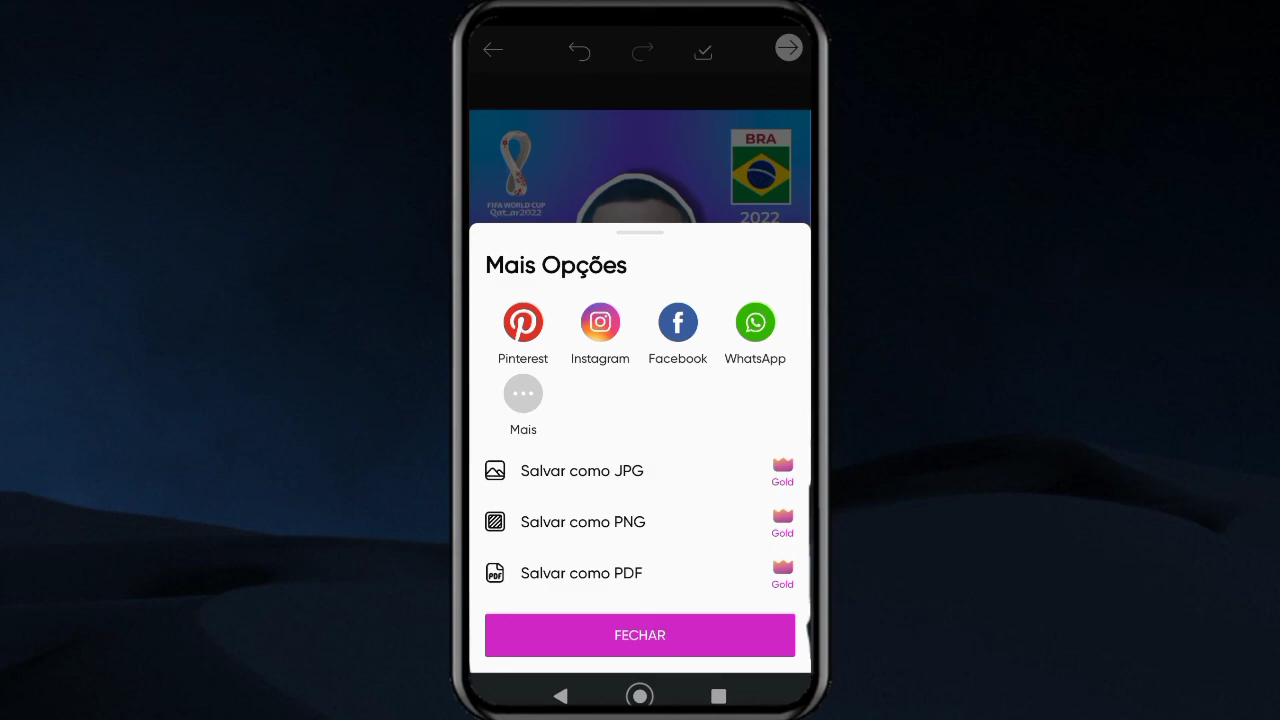 BRA
FIFA WORLD CUP
Qatar2022
2022
Mais Opções
Pinterest
Instagram
Facebook
WhatsApp
Mais
Salvar como JPG
Gold
Salvar como PNG
Gold
PDF
Salvar como PDF
Gold
FECHAR